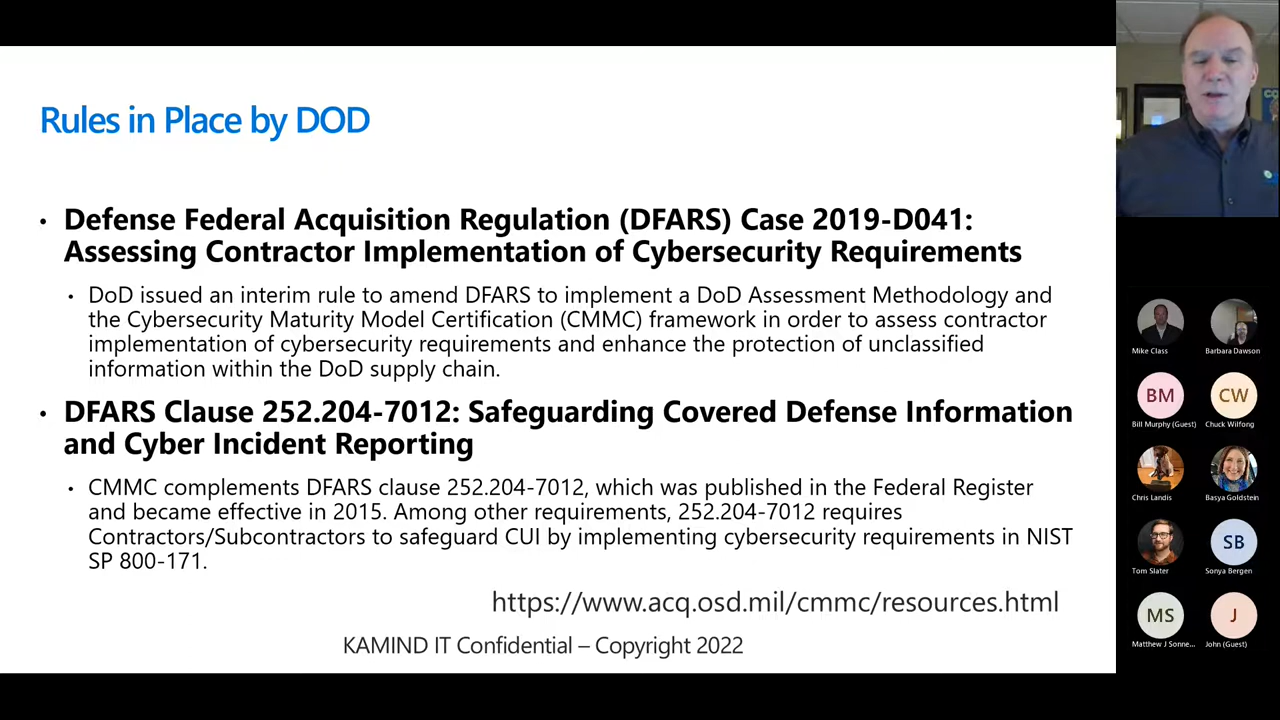 Rules in Place by DOD
• Defense Federal Acquisition Regulation (DFARS) Case 2019-D041:
Assessing Contractor Implementation of Cybersecurity Requirements
• DoD issued an interim rule to amend DFARS to implement a DoD Assessment Methodology and
the Cybersecurity Maturity Model Certification (CMMC) framework in order to assess contractor
implementation of cybersecurity requirements and enhance the protection of unclassified
information within the DoD supply chain.
• DFARS Clause 252.204-7012: Safeguarding Covered Defense Information
and Cyber Incident Reporting
• CMMC complements DFARS clause 252.204-7012, which was published in the Federal Register
and became effective in 2015. Among other requirements, 252.204-7012 requires
Contractors/Subcontractors to safeguard CUI by implementing cybersecurity requirements in NIST
SP 800-171.
https://www.acq.osd.mil/cmmc/resources.html
KAMIND IT Confidential – Copyright 2022
Mike Class
Barbara Dawson
BM
CW
Bill Murphy (Guest)
Chuck Wilfong
Chris Landis
Basya Goldstein
SB
Tom Slater
Sonya Bergen
MS
J
Matthew J Sonne...
John (Guest)